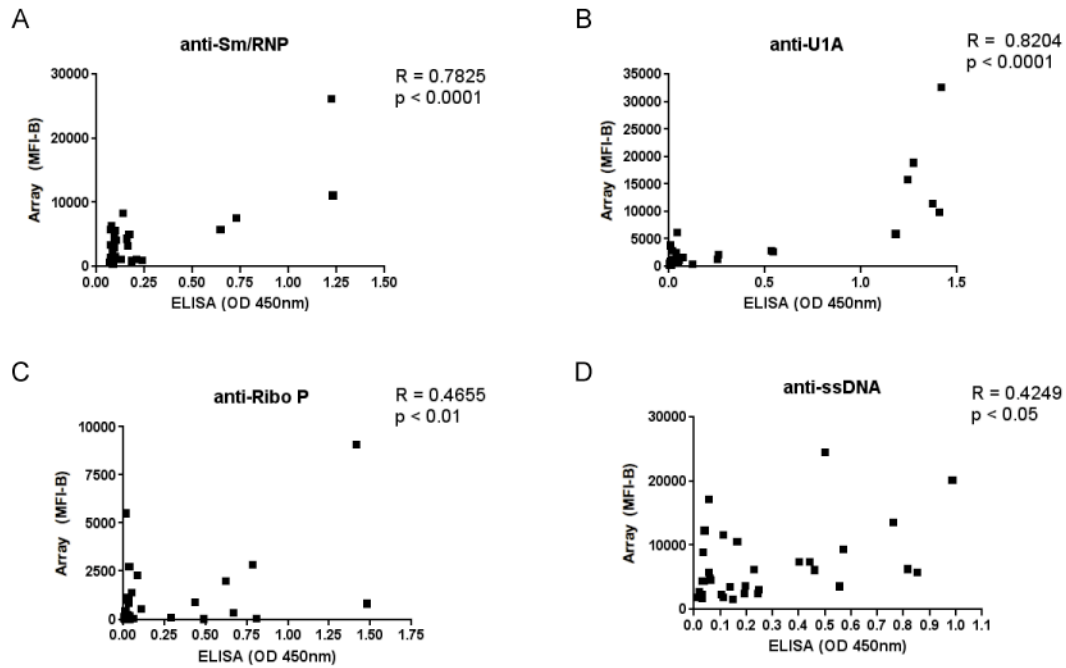 A
anti-Sm/RNP
R = 0.7825
p < 0.0001
30000
20000
10000
0
Array (MFI-B)
0.00 0.25 0.50 0.75 1.00 1.25 1.50
ELISA (OD 450nm)
B
anti-U1A
R = 0.8204
p < 0.0001
35000
30000
25000
20000
15000
10000
5000
0
Array (MFI-B)
0.0 0.5 1.0 1.5
ELISA (OD 450nm)
C
anti-Ribo P
R = 0.4655
p < 0.01
10000
7500
5000
2500
0
Array (MFI-B)
0.00 0.25 0.50 0.75 1.00 1.25 1.50 1.75
ELISA (OD 450nm)
D
anti-ssDNA
R = 0.4249
p < 0.05
30000
20000
10000
0
Array (MFI-B)
0.0 0.1 0.2 0.3 0.4 0.5 0.6 0.7 0.8 0.9 1.0 1.1
ELISA (OD 450nm)